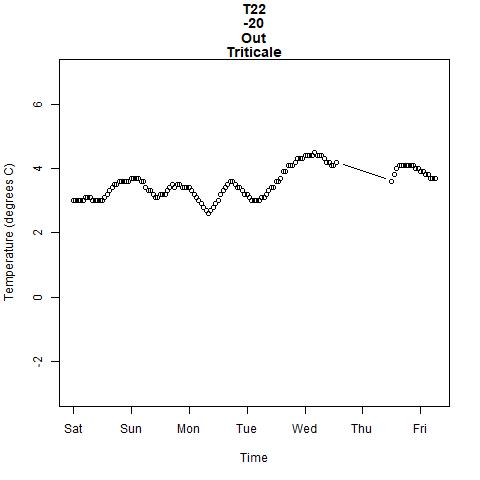 T22
-20
Out
Triticale
Temperature (degrees C)
6
4
2
0
-2
Sat Sun Mon Tue Wed Thu Fri
Time